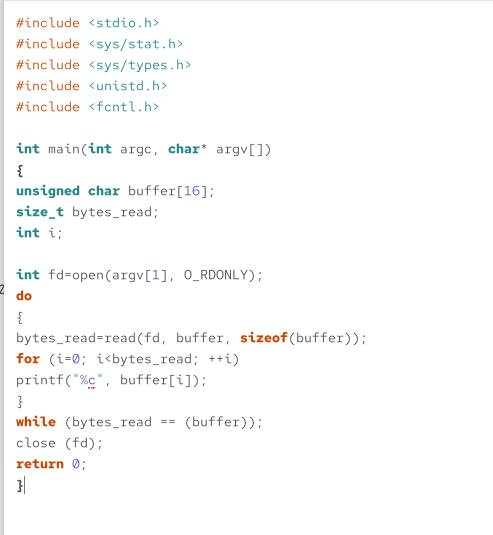 #include <stdio.h>
#include <sys/stat.h>
#include <sys/types.h>
#include <unistd.h>
#include <fcntl.h>
int main(int argc, char* argv[])
{
unsigned char buffer[16];
size_t bytes_read;
int i;
int fd=open(argv[1], O_RDONLY);
do
{
bytes_read=read(fd, buffer, sizeof(buffer));
for (i=0; i<bytes_read; ++i)
printf("%c", buffer[i]);
}
while (bytes_read == (buffer));
close (fd);
return 0;
}